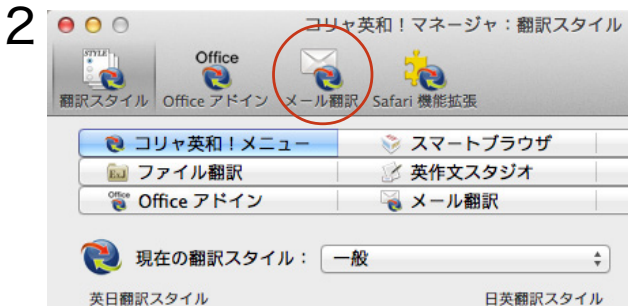 2
コリャ英和！マネージャ：翻訳スタイル
STYLE
Office
翻訳スタイル Office アドイン メール翻訳 Safari 機能拡張
コリャ英和！メニュー スマートブラウザ
E&J ファイル翻訳 英作文スタジオ
Office Office アドイン メール翻訳
現在の翻訳スタイル： 一般
英日翻訳スタイル 日英翻訳スタイル